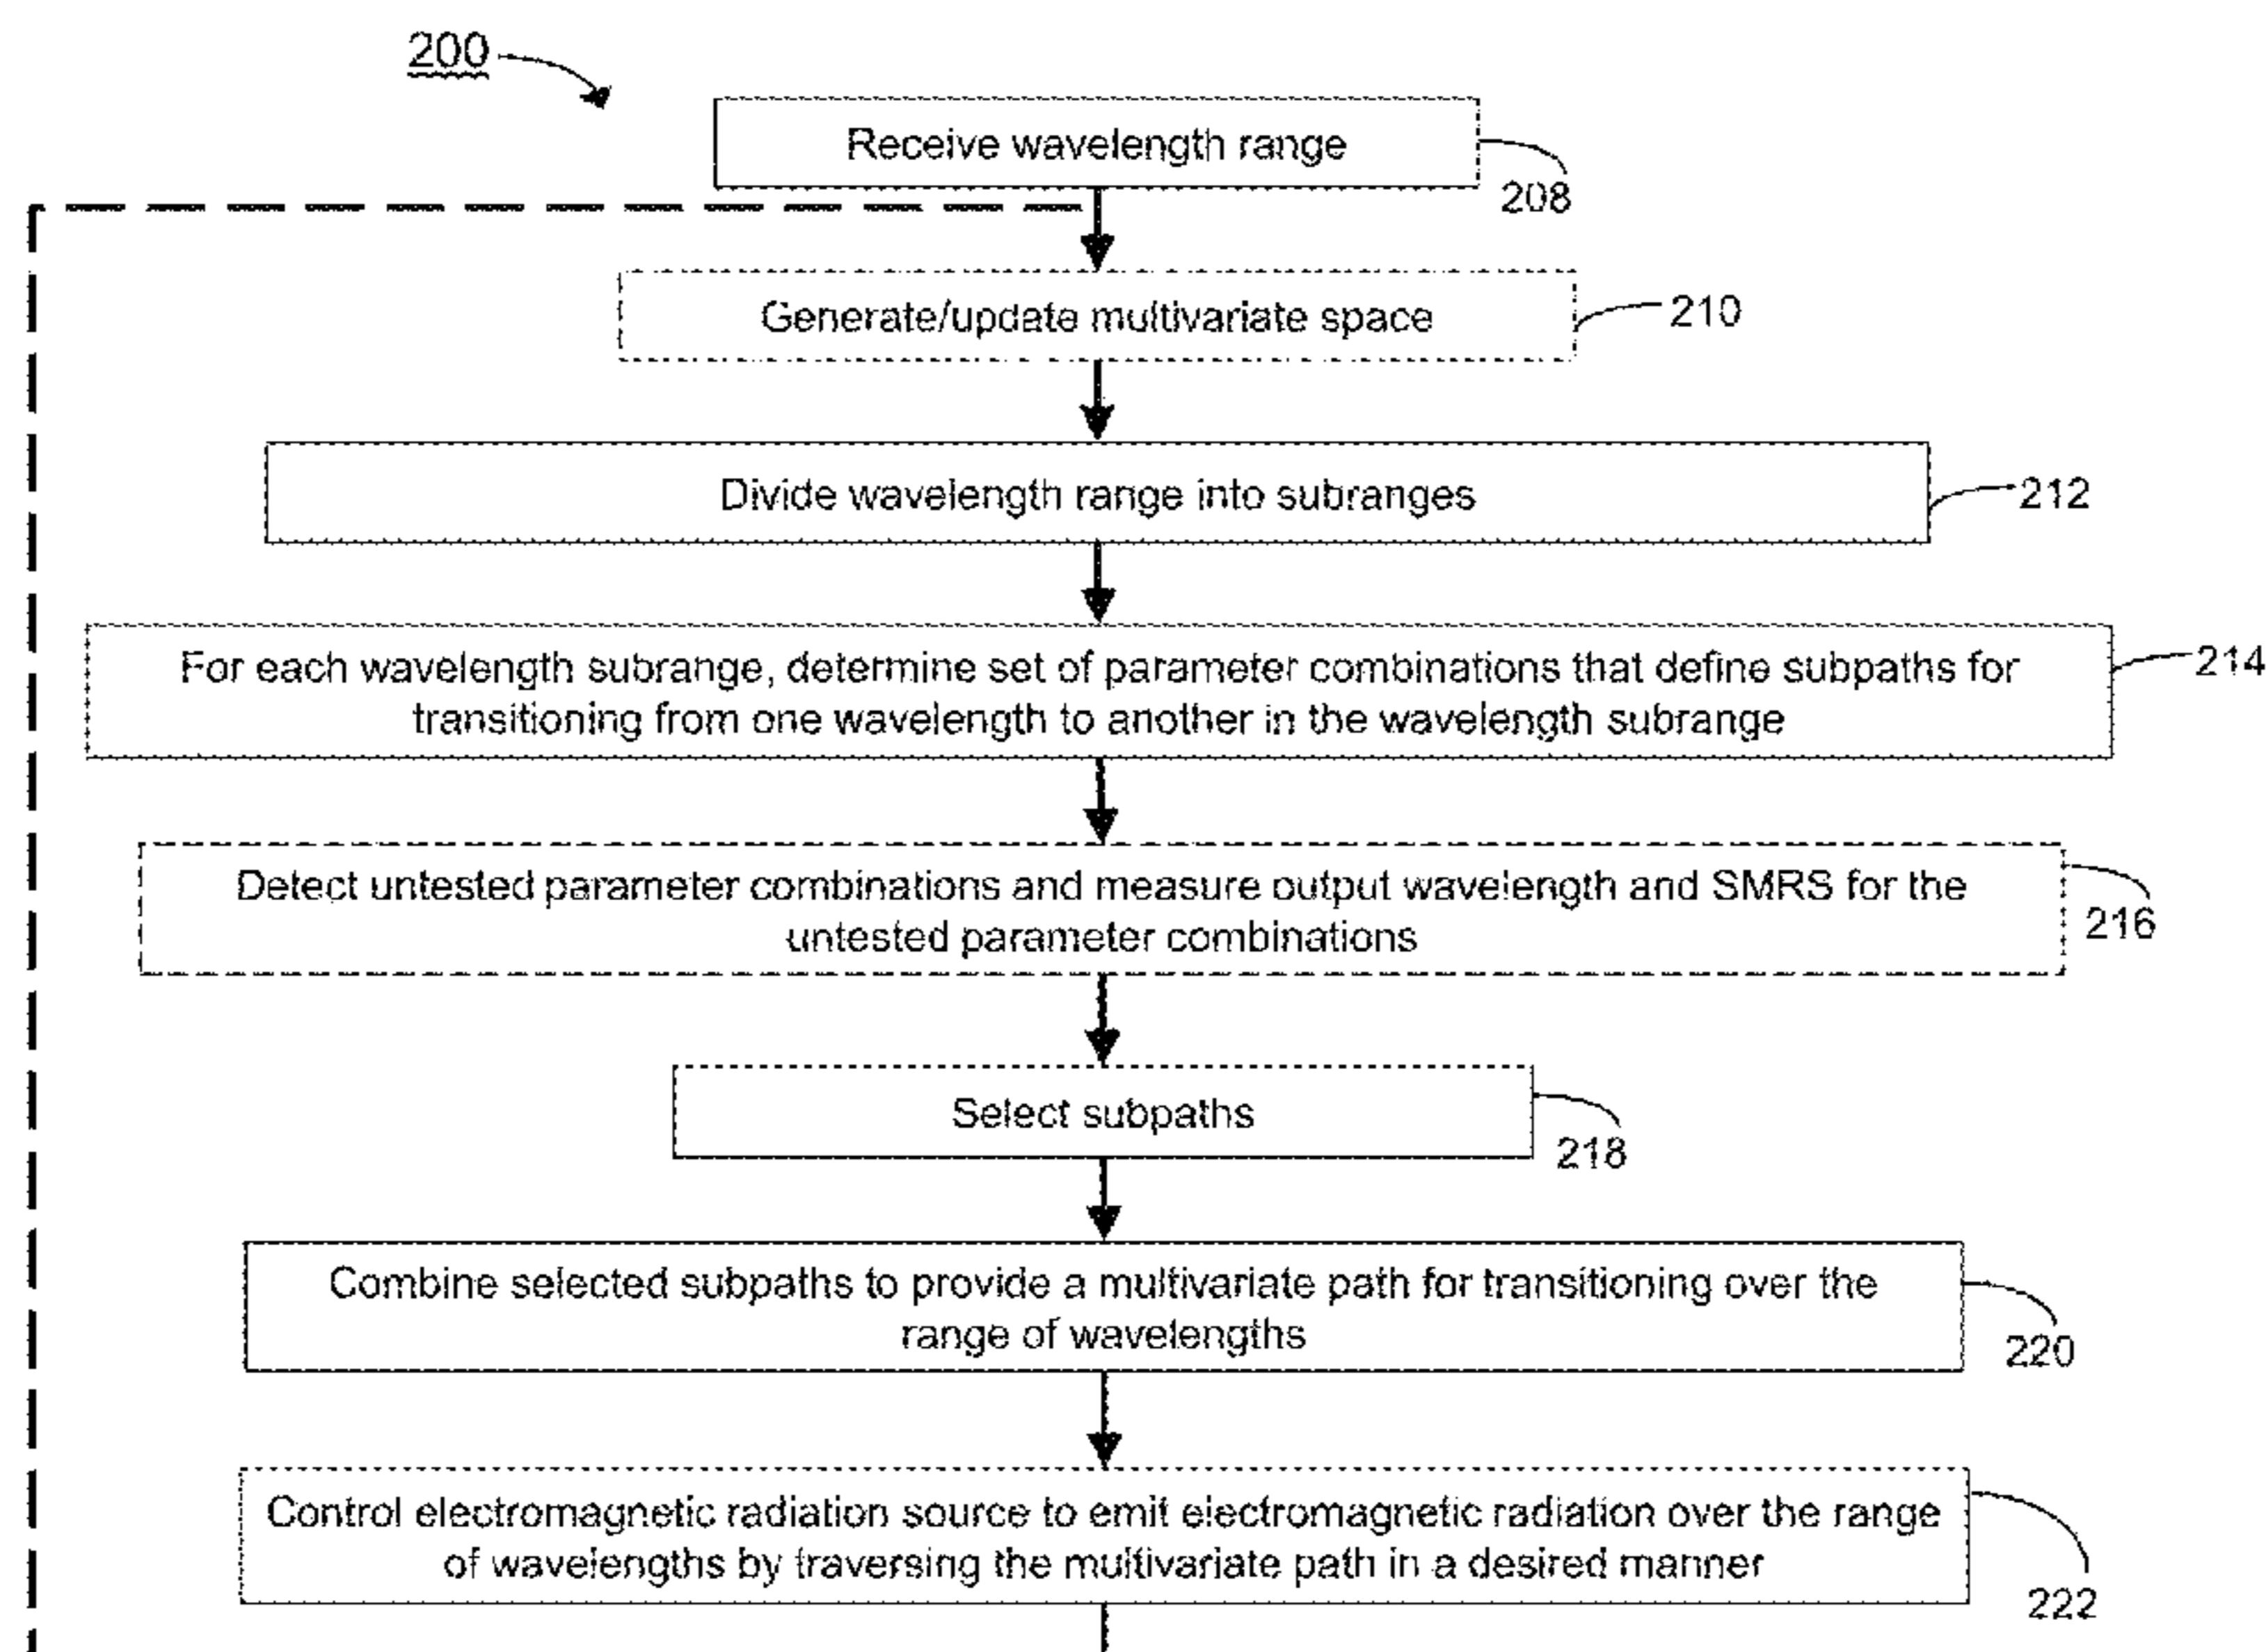 200
Receive wavelength range
208
Generate/update multivariate space
210
Divide wavelength range into subranges
212
For each wavelength subrange, determine set of parameter combinations that define subpaths for
transitioning from one wavelength to another in the wavelength subrange
214
Detect untested parameter combinations and measure output wavelength and SMRS for the
untested parameter combinations
216
Select subpaths
218
Combine selected subpaths to provide a multivariate path for transitioning over the
range of wavelengths
220
Control electromagnetic radiation source to emit electromagnetic radiation over the range
of wavelengths by traversing the multivariate path in a desired manner
222